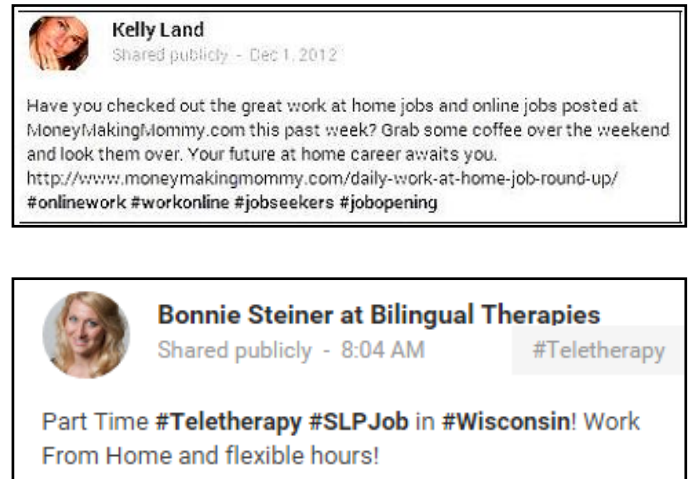 Kelly Land
Shared publicly - Dec 1, 2012
Have you checked out the great work at home jobs and online jobs posted at
MoneyMakingMommy.com this past week? Grab some coffee over the weekend
and look them over. Your future at home career awaits you.
http://www.moneymakingmommy.com/daily-work-at-home-job-round-up/
#onlinework #workonline #jobseekers #jobopening
Bonnie Steiner at Bilingual Therapies
Shared publicly - 8:04 AM
#Teletherapy
Part Time #Teletherapy #SLPJob in #Wisconsin! Work
From Home and flexible hours!